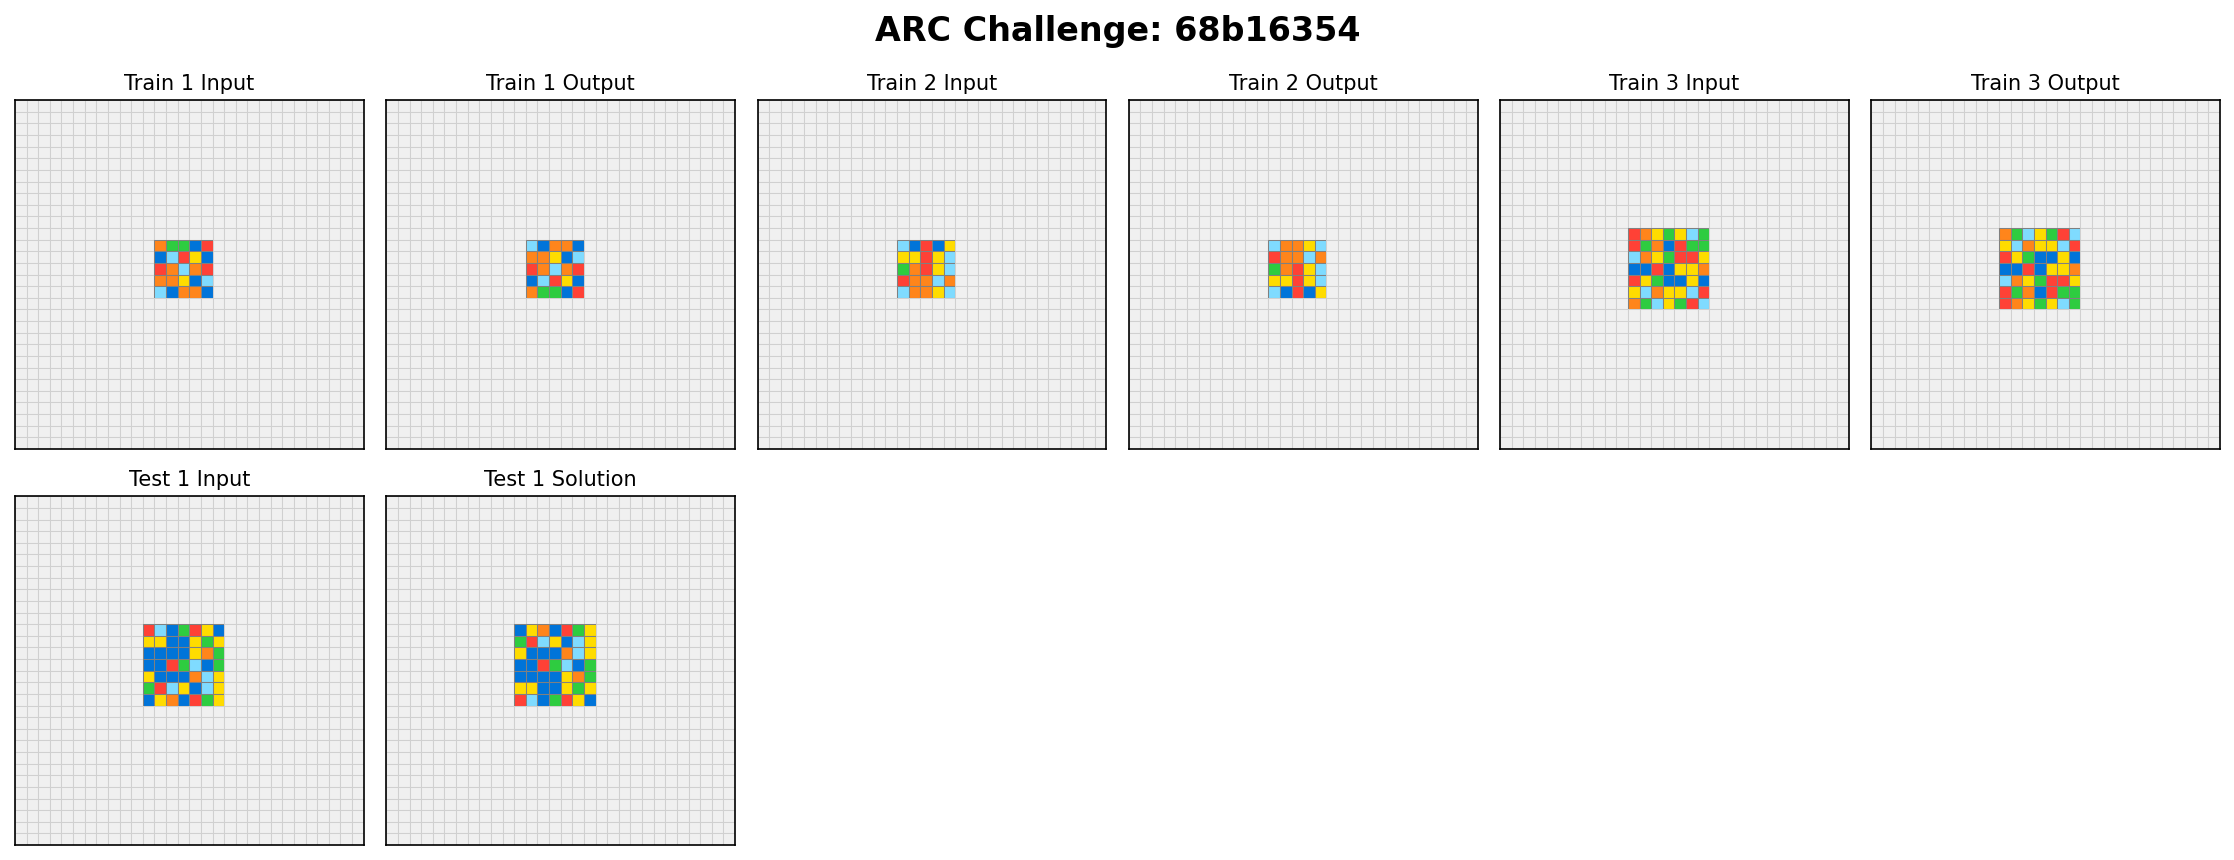 ARC Challenge: 68b16354
Train 1 Input
Train 1 Output
Train 2 Input
Train 2 Output
Train 3 Input
Train 3 Output
Test 1 Input
Test 1 Solution